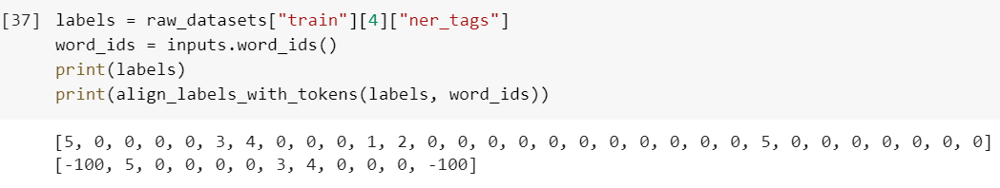 [37] labels = raw_datasets["train"][4]["ner_tags"]
word_ids = inputs.word_ids()
print(labels)
print(align_labels_with_tokens(labels, word_ids))
[5, 0, 0, 0, 0, 3, 4, 0, 0, 0, 1, 2, 0, 0, 0, 0, 0, 0, 0, 0, 0, 0, 0, 5, 0, 0, 0, 0, 0, 0, 0]
[-100, 5, 0, 0, 0, 0, 3, 4, 0, 0, 0, -100]